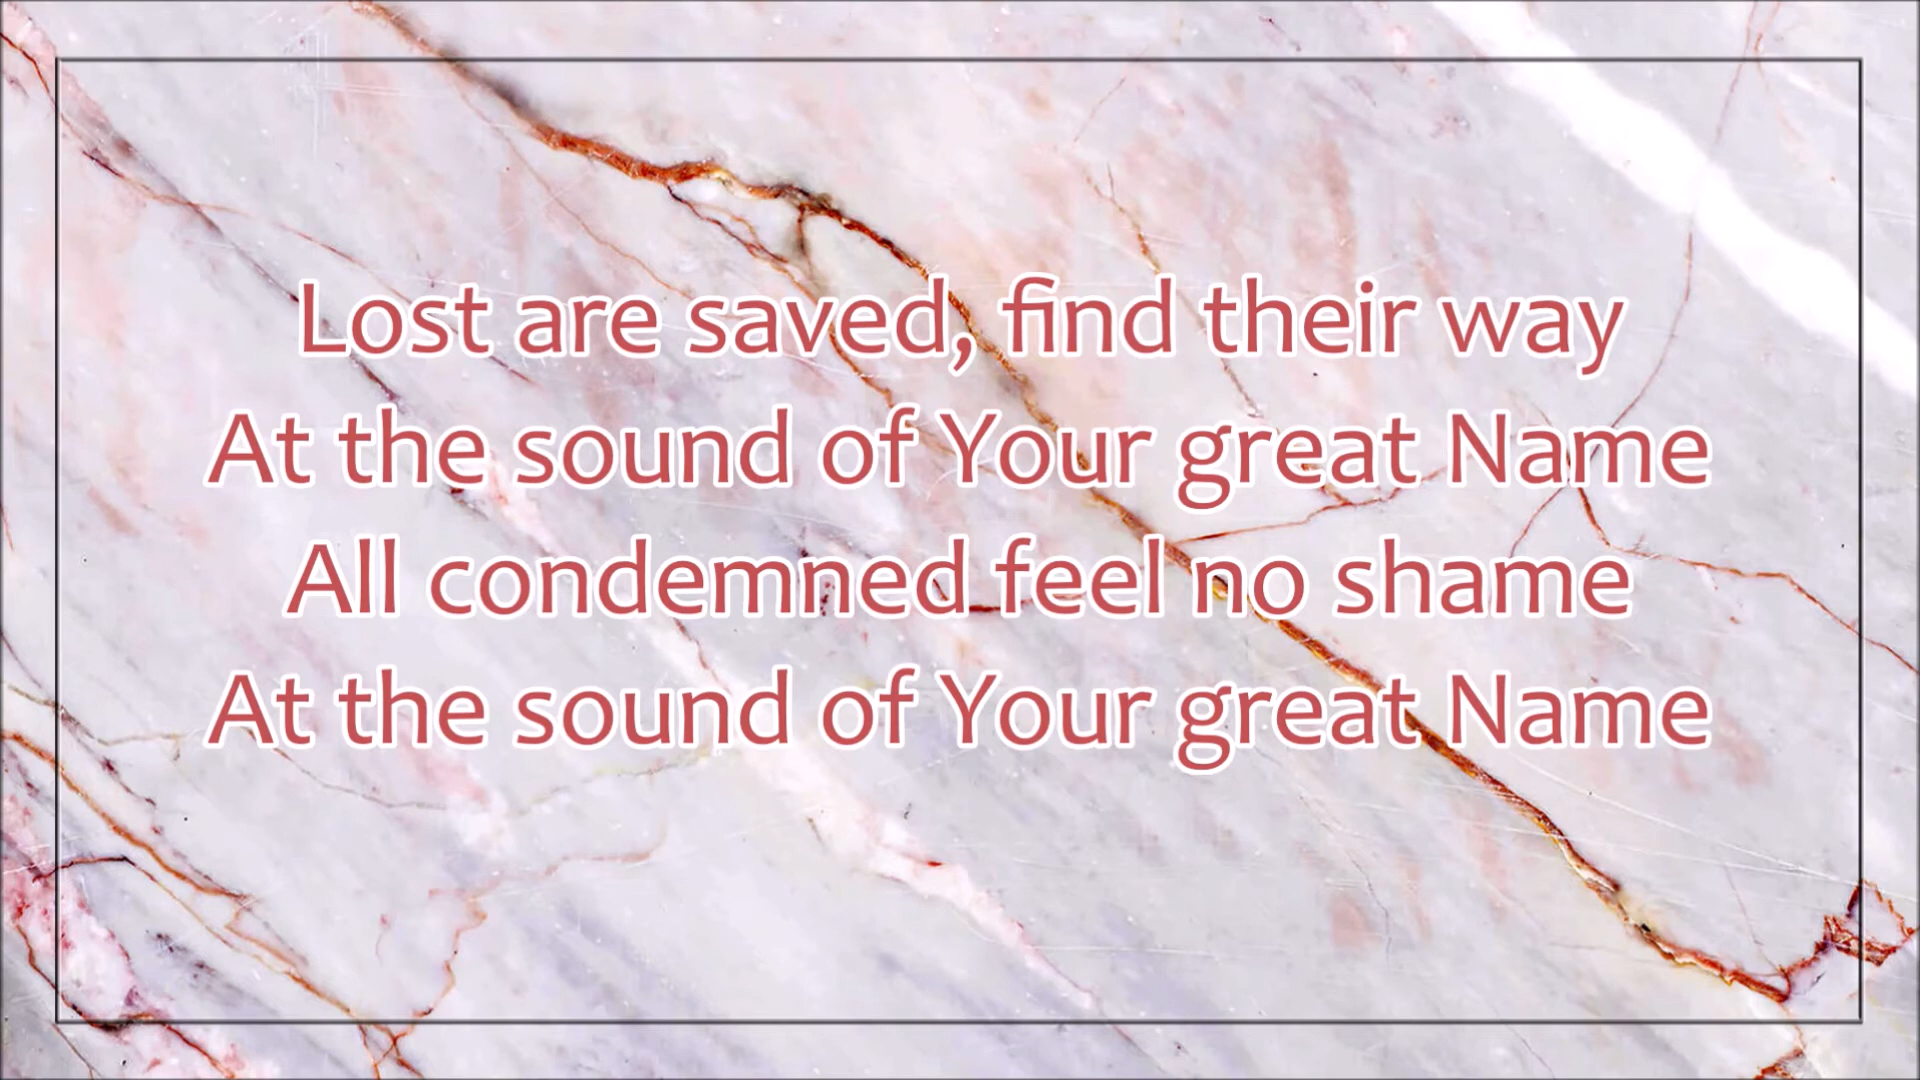 Lost are saved, find their way
At the sound of Your great Name
All condemned feel no shame
At the sound of Your great Name